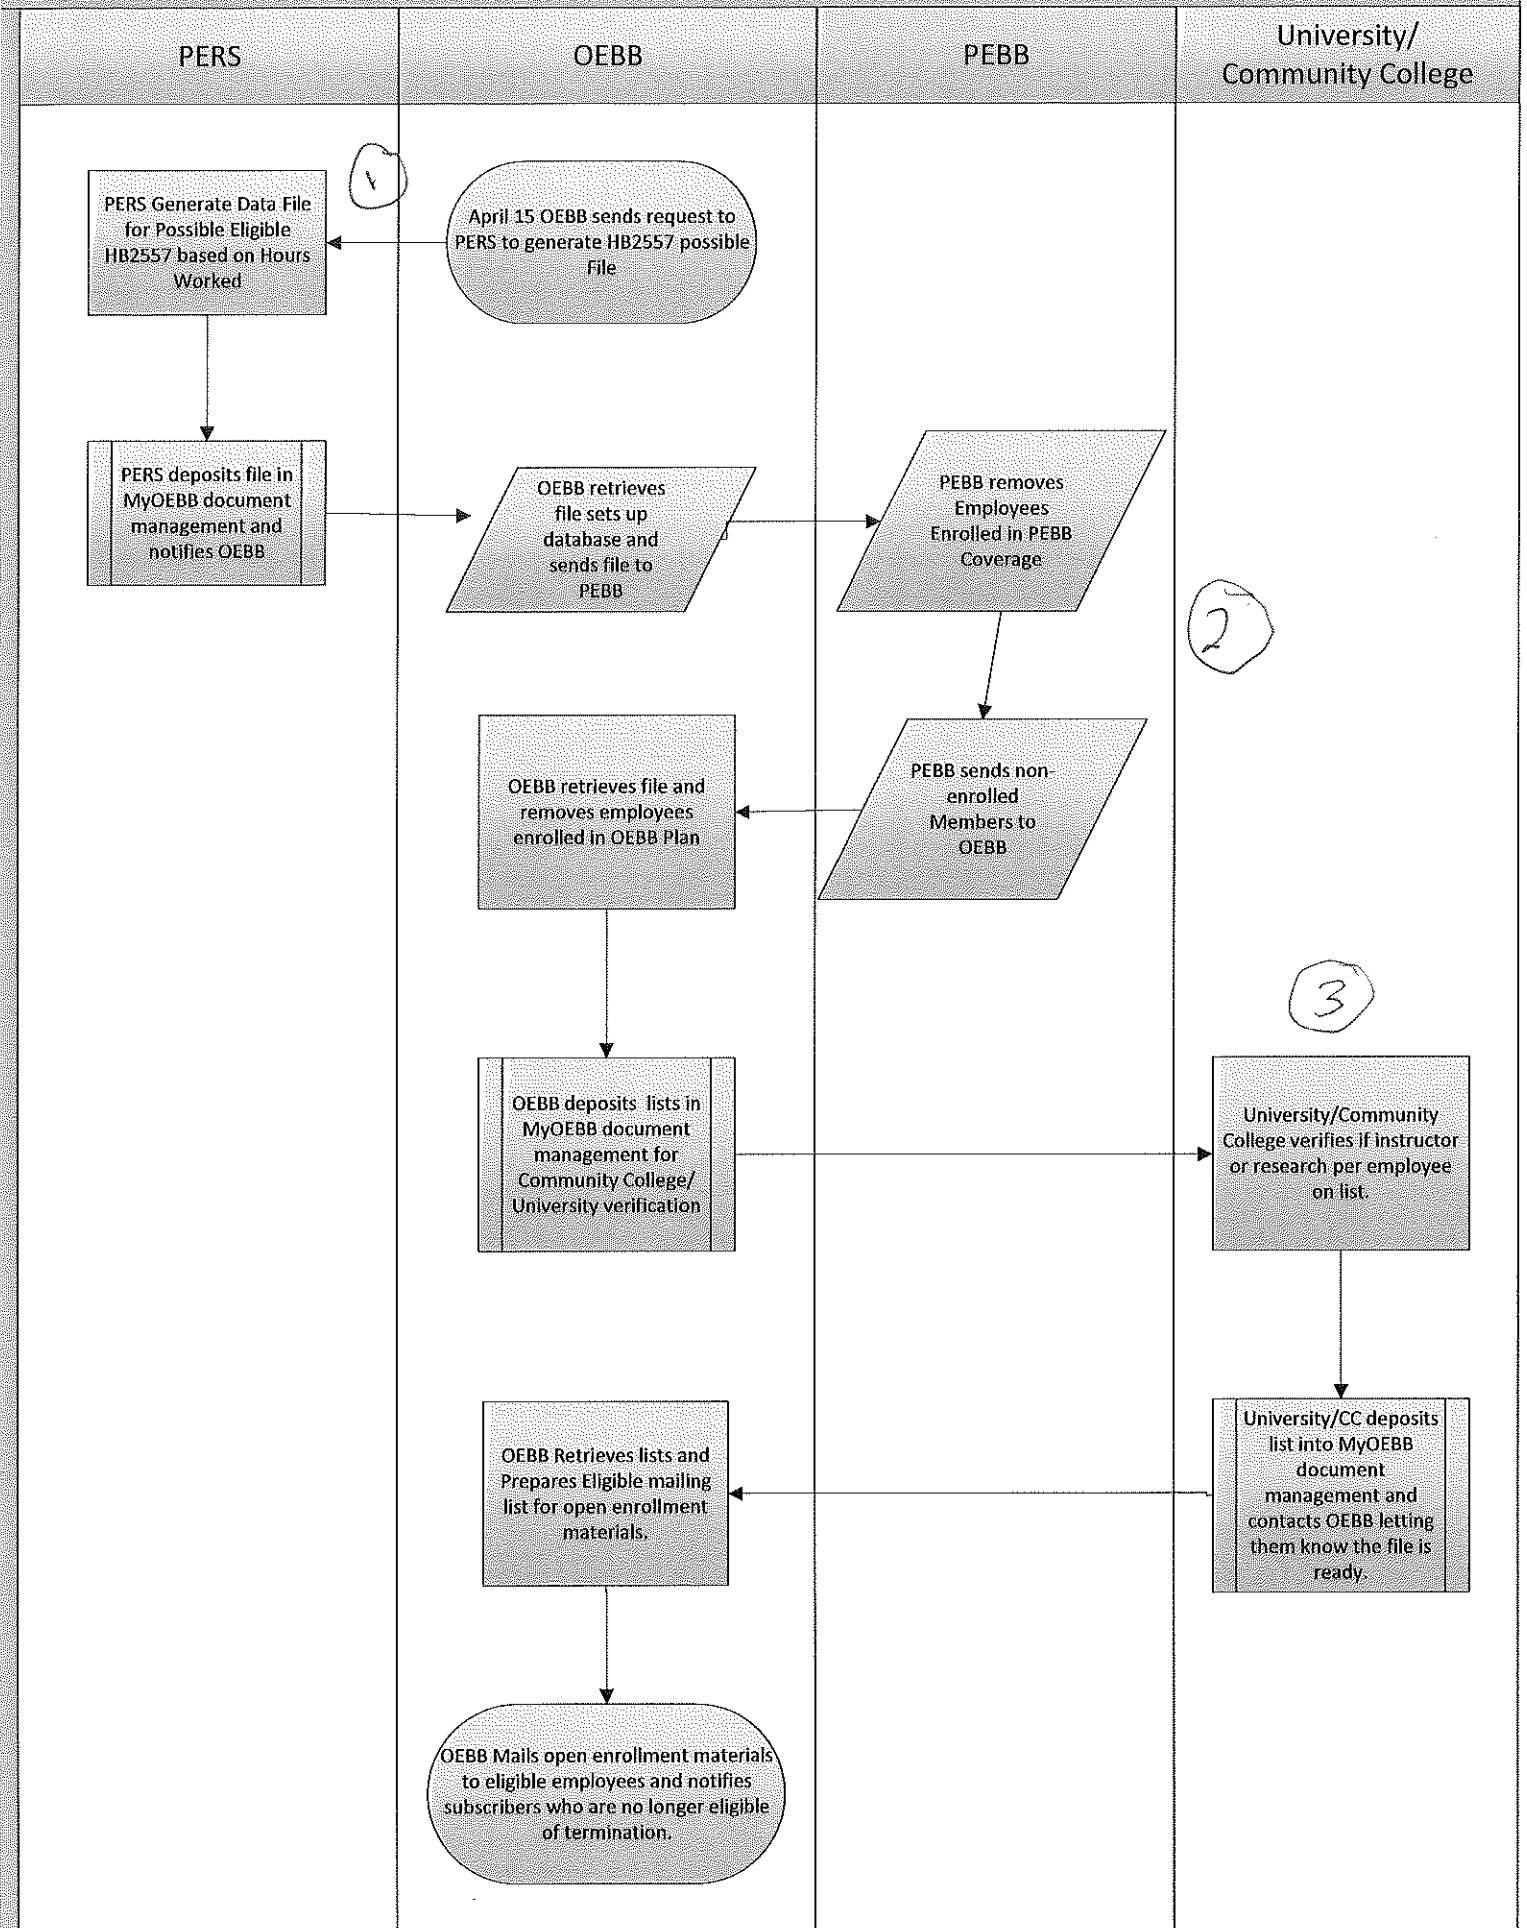 PERS
OEBB
PEBB
University/
Community College
1
April 15 OEBB sends request to
PERS to generate HB2557 possible
File
PERS Generate Data File
for Possible Eligible
HB2557 based on Hours
Worked
PERS deposits file in
MyOEBB document
management and
notifies OEBB
OEBB retrieves
file sets up
database and
sends file to
PEBB
PEBB removes
Employees
Enrolled in PEBB
Coverage
2
PEBB sends non-
enrolled
Members to
OEBB
OEBB retrieves file and
removes employees
enrolled in OEBB Plan
3
OEBB deposits lists in
MyOEBB document
management for
Community College/
University verification
University/Community
College verifies if instructor
or research per employee
on list.
University/CC deposits
list into MyOEBB
document
management and
contacts OEBB letting
them know the file is
ready.
OEBB Retrieves lists and
Prepares Eligible mailing
list for open enrollment
materials.
OEBB Mails open enrollment materials
to eligible employees and notifies
subscribers who are no longer eligible
of termination.